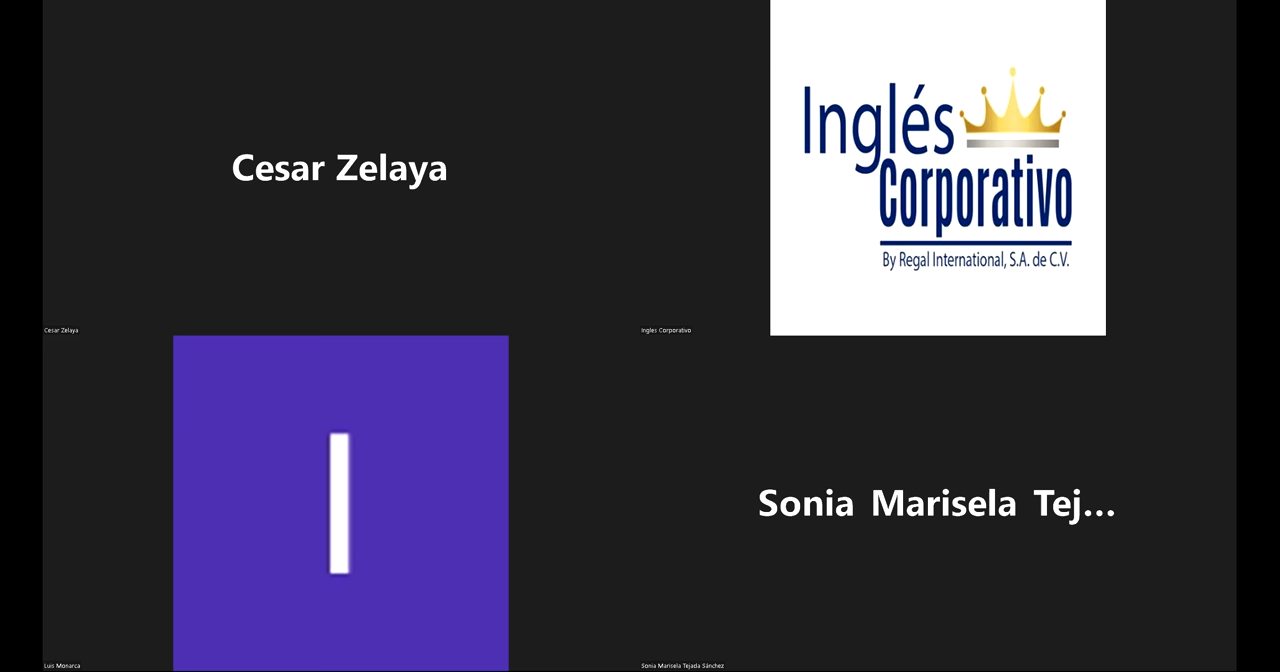 Cesar Zelaya
Cesar Zelaya
Inglés
Corporativo
By Regal International, S.A. de C.V.
Ingles Corporativo
l
Luis Monarca
Sonia Marisela Tej...
Sonia Marisela Tejada Sánchez